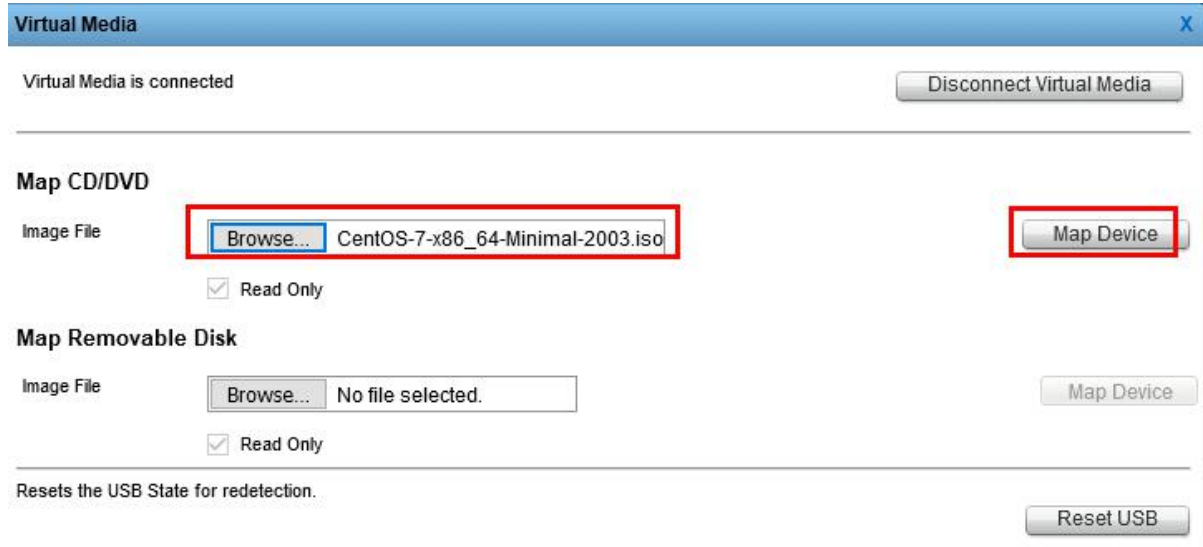 Virtual Media X
Virtual Media is connected Disconnect Virtual Media
Map CD/DVD
Image File Browse... CentOS-7-x86_64-Minimal-2003.iso Map Device
Read Only
Map Removable Disk
Image File Browse... No file selected. Map Device
Read Only
Resets the USB State for redetection.
Reset USB